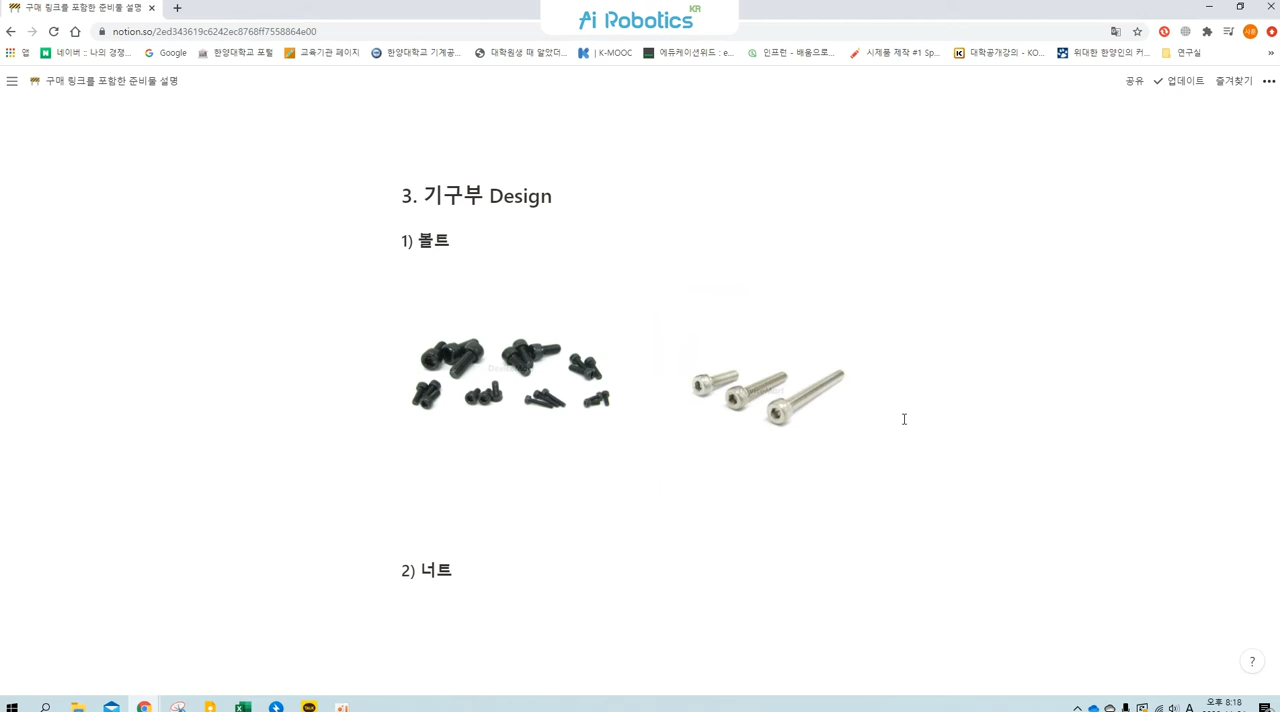 구매 링크를 포함한 준비물 설명
Ai Robotics KR
notion.so/2ed343619c6242ec8768ff7558864e00
앱 네이버 :: 나의 경쟁... Google 한양대학교 포털 교육기관 페이지 한양대학교 기계공... 대학원생 때 알았더... | K-MOOC 에듀케이션위드 : e... 인프런 - 배움으로... 시제품 제작 #1 Sp... 대학공개강의 - KO... 위대한 한양인의 커... 연구실
구매 링크를 포함한 준비물 설명 공유 업데이트 즐겨찾기
3. 기구부 Design
1) 볼트
2) 너트
?
오후 8:18